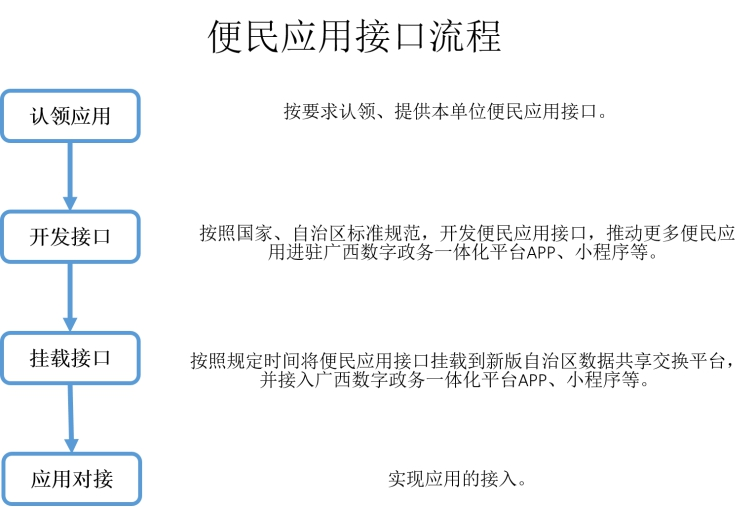 便民应用接口流程
认领应用
按要求认领、提供本单位便民应用接口。
开发接口
按照国家、自治区标准规范，开发便民应用接口，推动更多便民应
用进驻广西数字政务一体化平台APP、小程序等。
挂载接口
按照规定时间将便民应用接口挂载到新版自治区数据共享交换平台，
并接入广西数字政务一体化平台APP、小程序等。
应用对接
实现应用的接入。